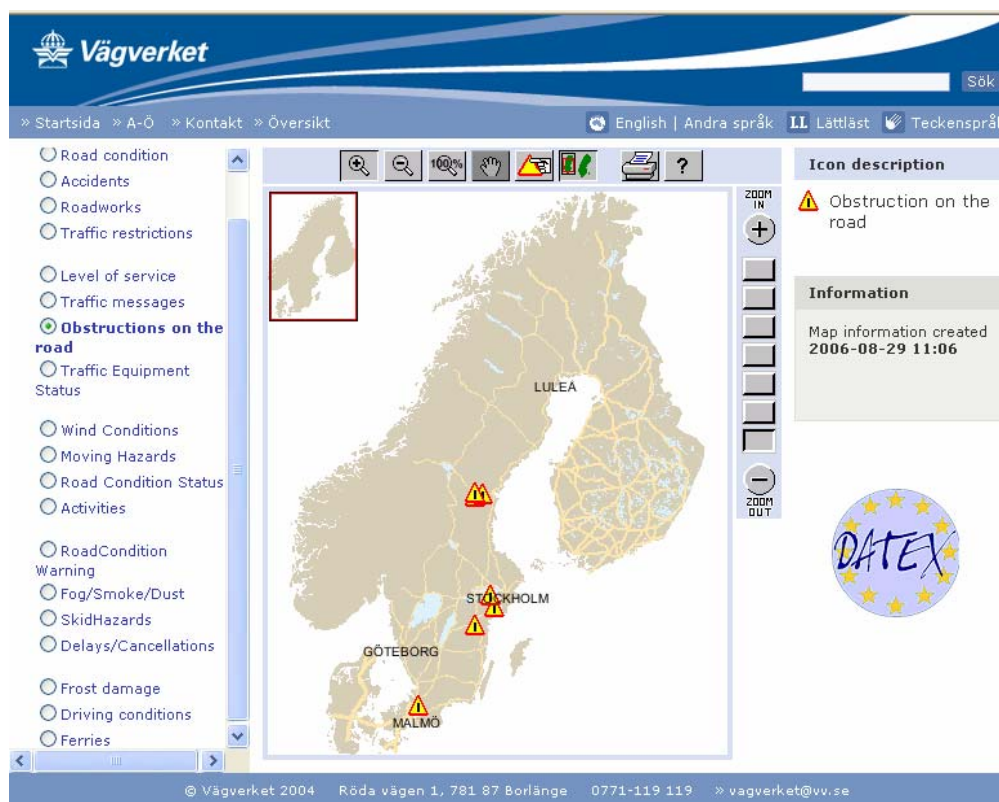 Vägverket
Sök
» Startsida » A-Ö » Kontakt » Översikt
English | Andra språk LL Lättläst Teckenspråk
Road condition
Accidents
Roadworks
Traffic restrictions
Level of service
Traffic messages
Obstructions on the
road
Traffic Equipment
Status
Wind Conditions
Moving Hazards
Road Condition Status
Activities
RoadCondition
Warning
Fog/Smoke/Dust
SkidHazards
Delays/Cancellations
Frost damage
Driving conditions
Ferries
100%
?
ZOOM
IN
LULEÅ
STOCKHOLM
GÖTEBORG
MALMÖ
ZOOM
OUT
Icon description
Obstruction on the
road
Information
Map information created
2006-08-29 11:06
DATEX
© Vägverket 2004 Röda vägen 1, 781 87 Borlänge 0771-119 119 » vagverket@vv.se